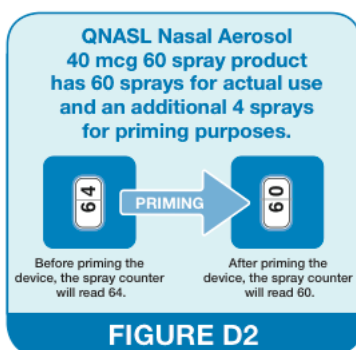 QNASL Nasal Aerosol
40 mcg 60 spray product
has 60 sprays for actual use
and an additional 4 sprays
for priming purposes.
64
PRIMING
60
Before priming the
device, the spray counter
will read 64.
After priming the
device, the spray counter
will read 60.
FIGURE D2